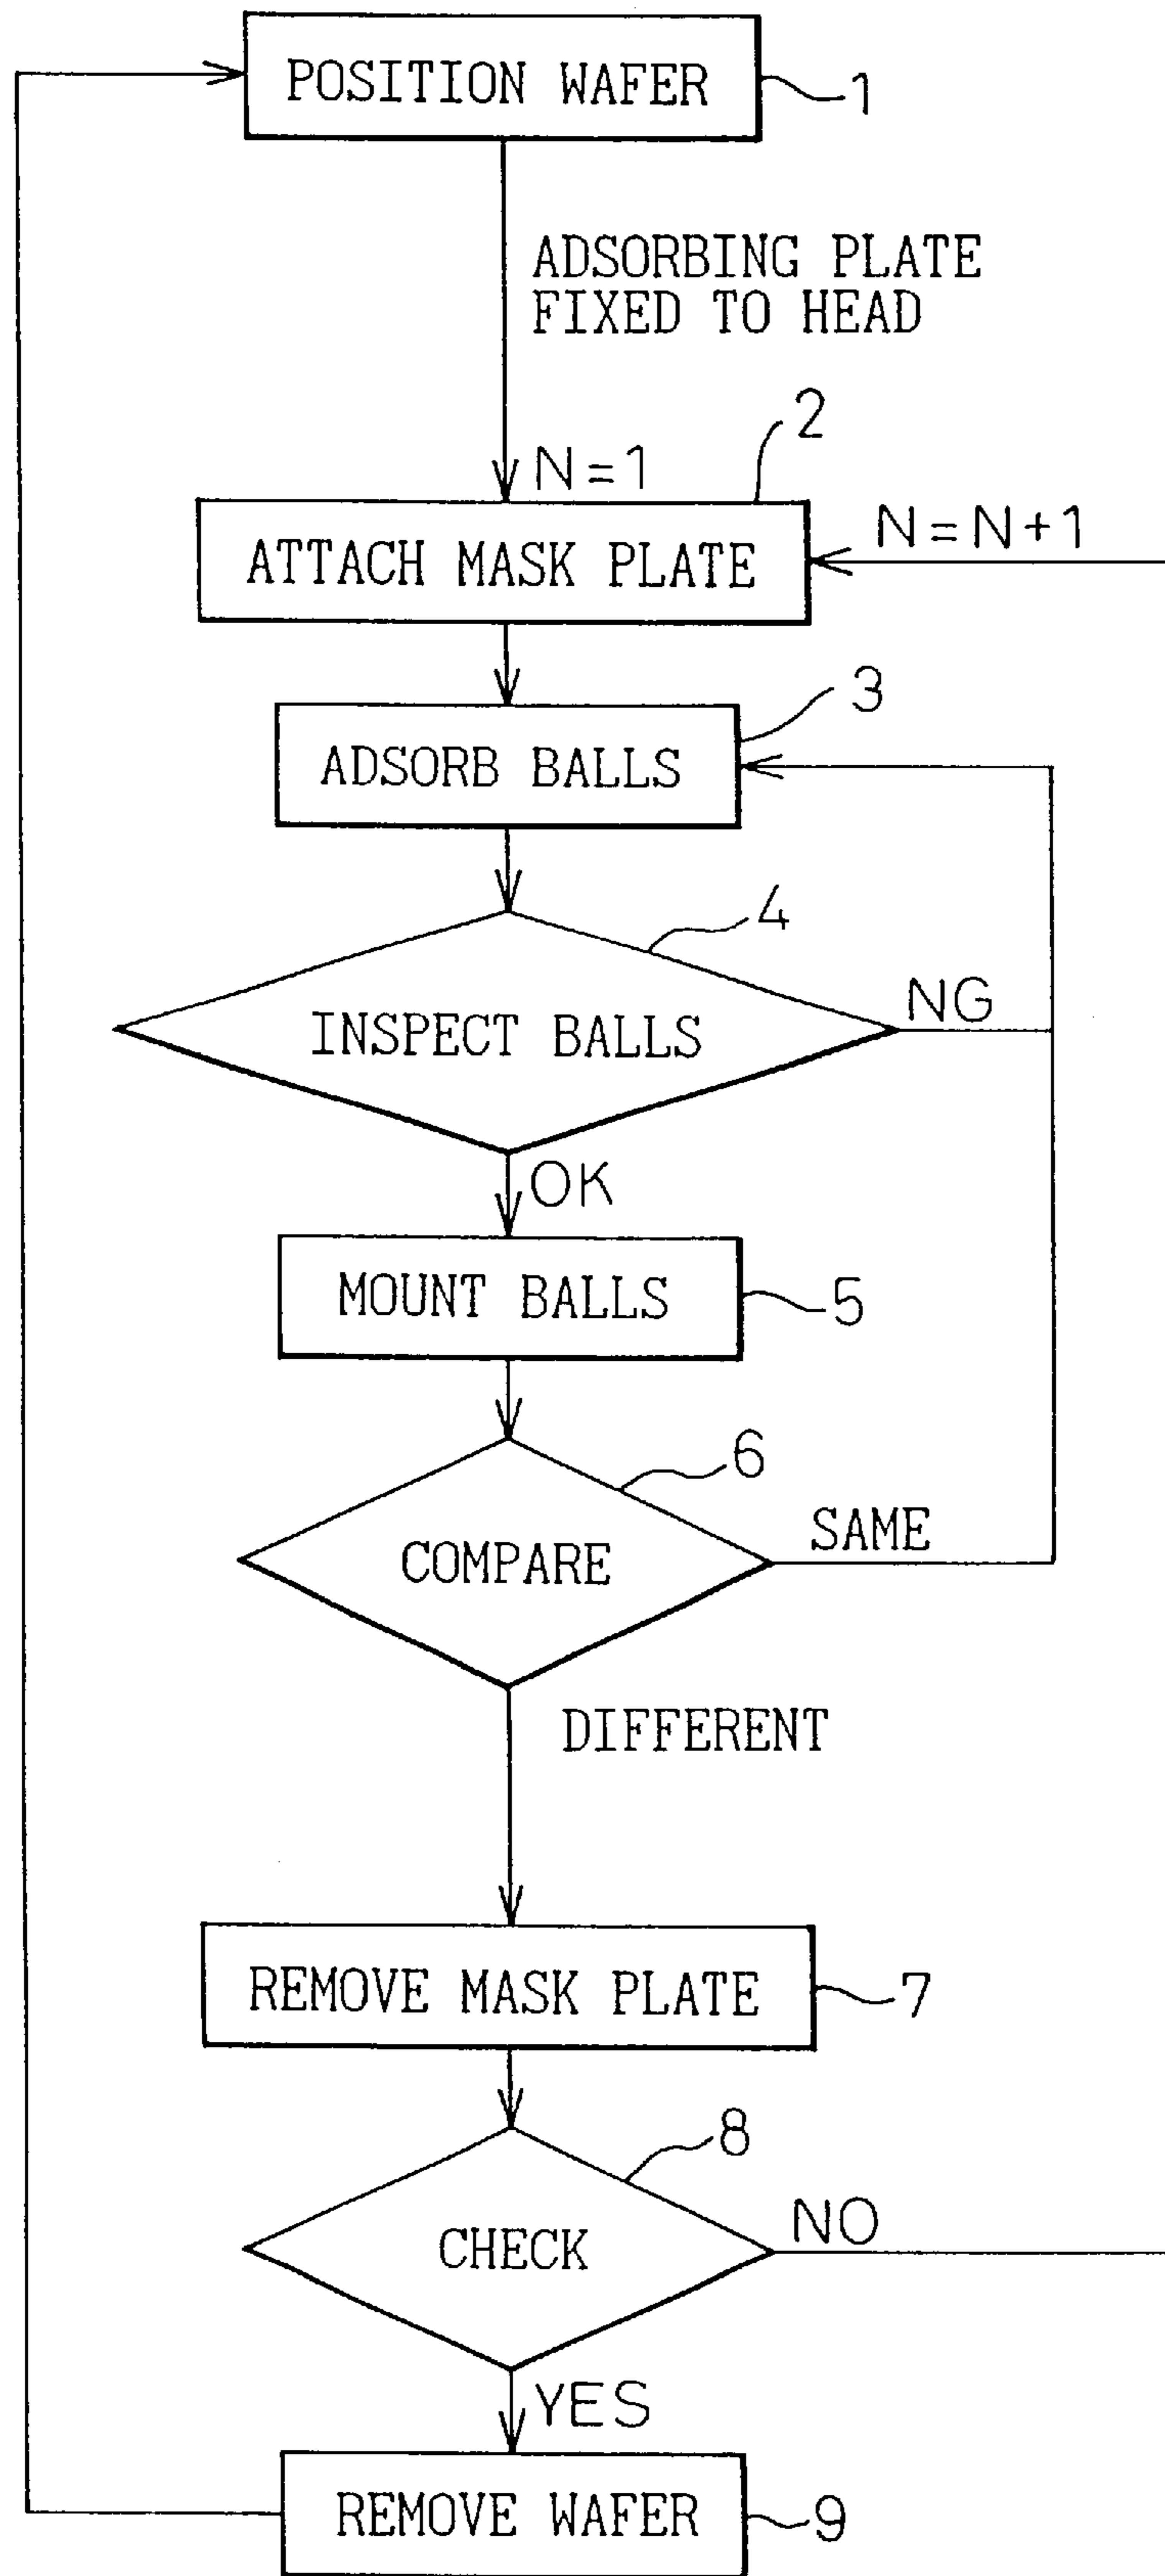 POSITION WAFER
1
ADSORBING PLATE
FIXED TO HEAD
2
N=1
N=N+1
ATTACH MASK PLATE
3
ADSORB BALLS
4
NG
INSPECT BALLS
OK
MOUNT BALLS
5
6
SAME
COMPARE
DIFFERENT
REMOVE MASK PLATE
7
8
NO
CHECK
YES
REMOVE WAFER
9